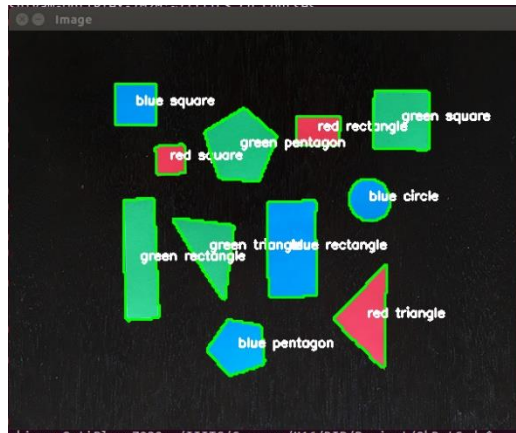 Image
blue square
green square
red rectangle
green pentagon
red square
blue circle
green rectangle
green triangle
blue rectangle
red triangle
blue pentagon